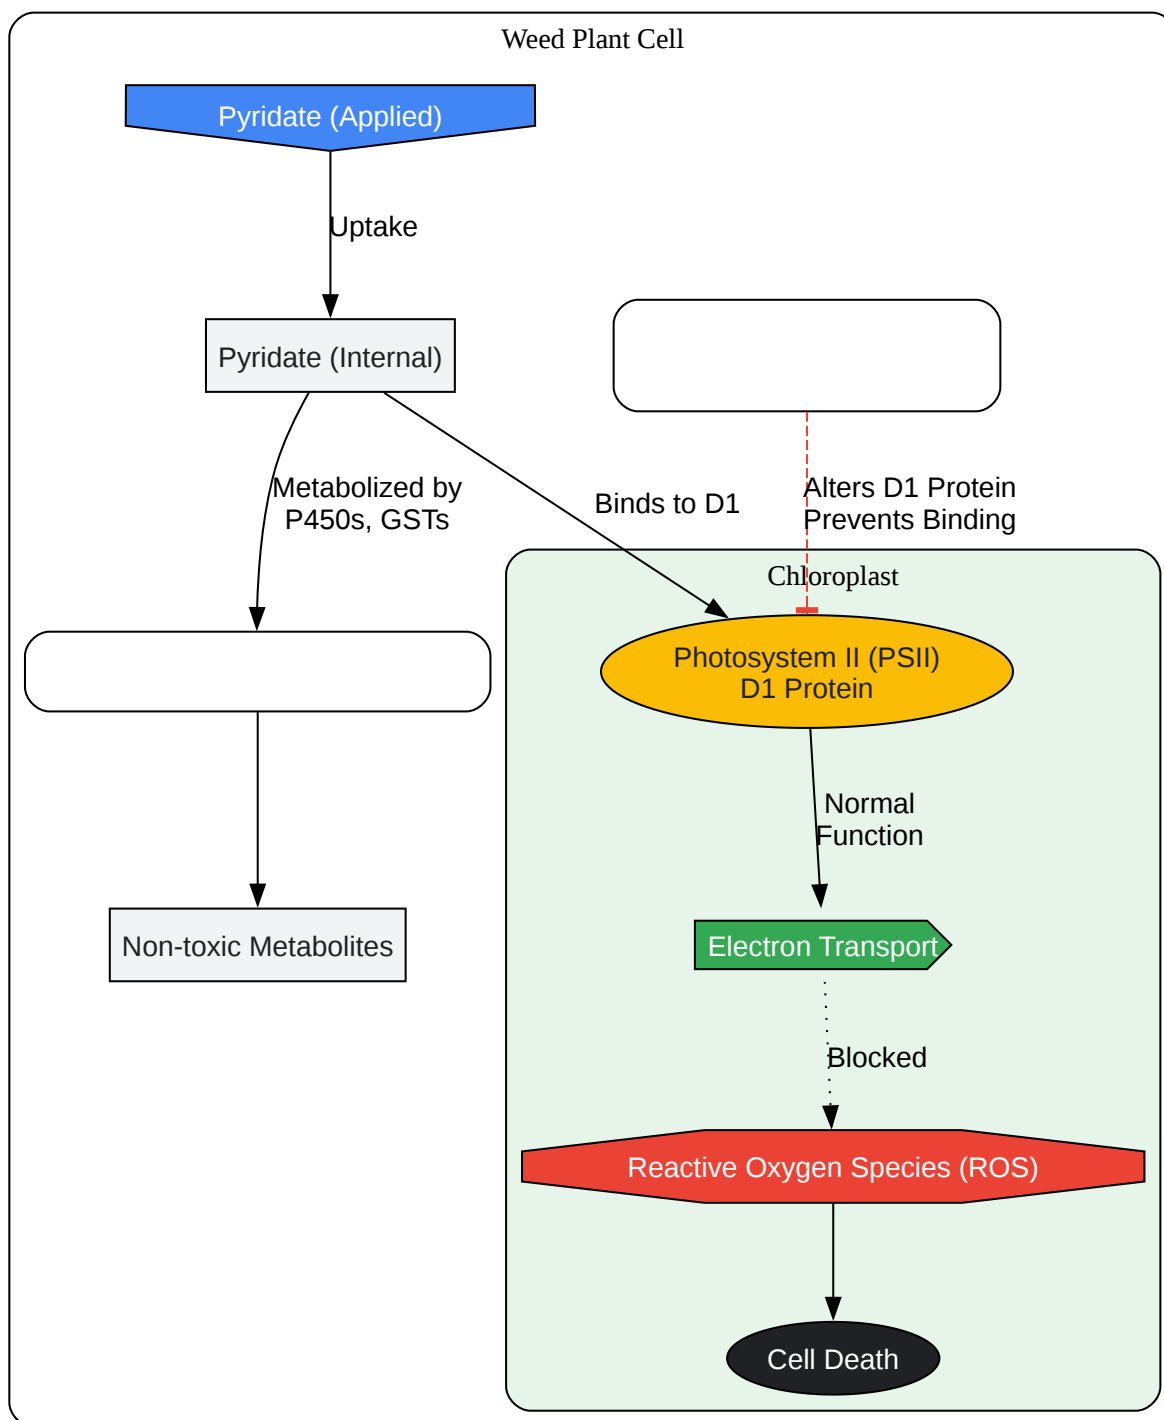 Weed Plant Cell
Pyridate (Applied)
Uptake
Pyridate (Internal)
Metabolized by
P450s, GSTs
Binds to D1
Alters D1 Protein
Prevents Binding
Chloroplast
Photosystem II (PSII)
D1 Protein
Normal
Function
Non-toxic Metabolites
Electron Transport
Blocked
Reactive Oxygen Species (ROS)
Cell Death